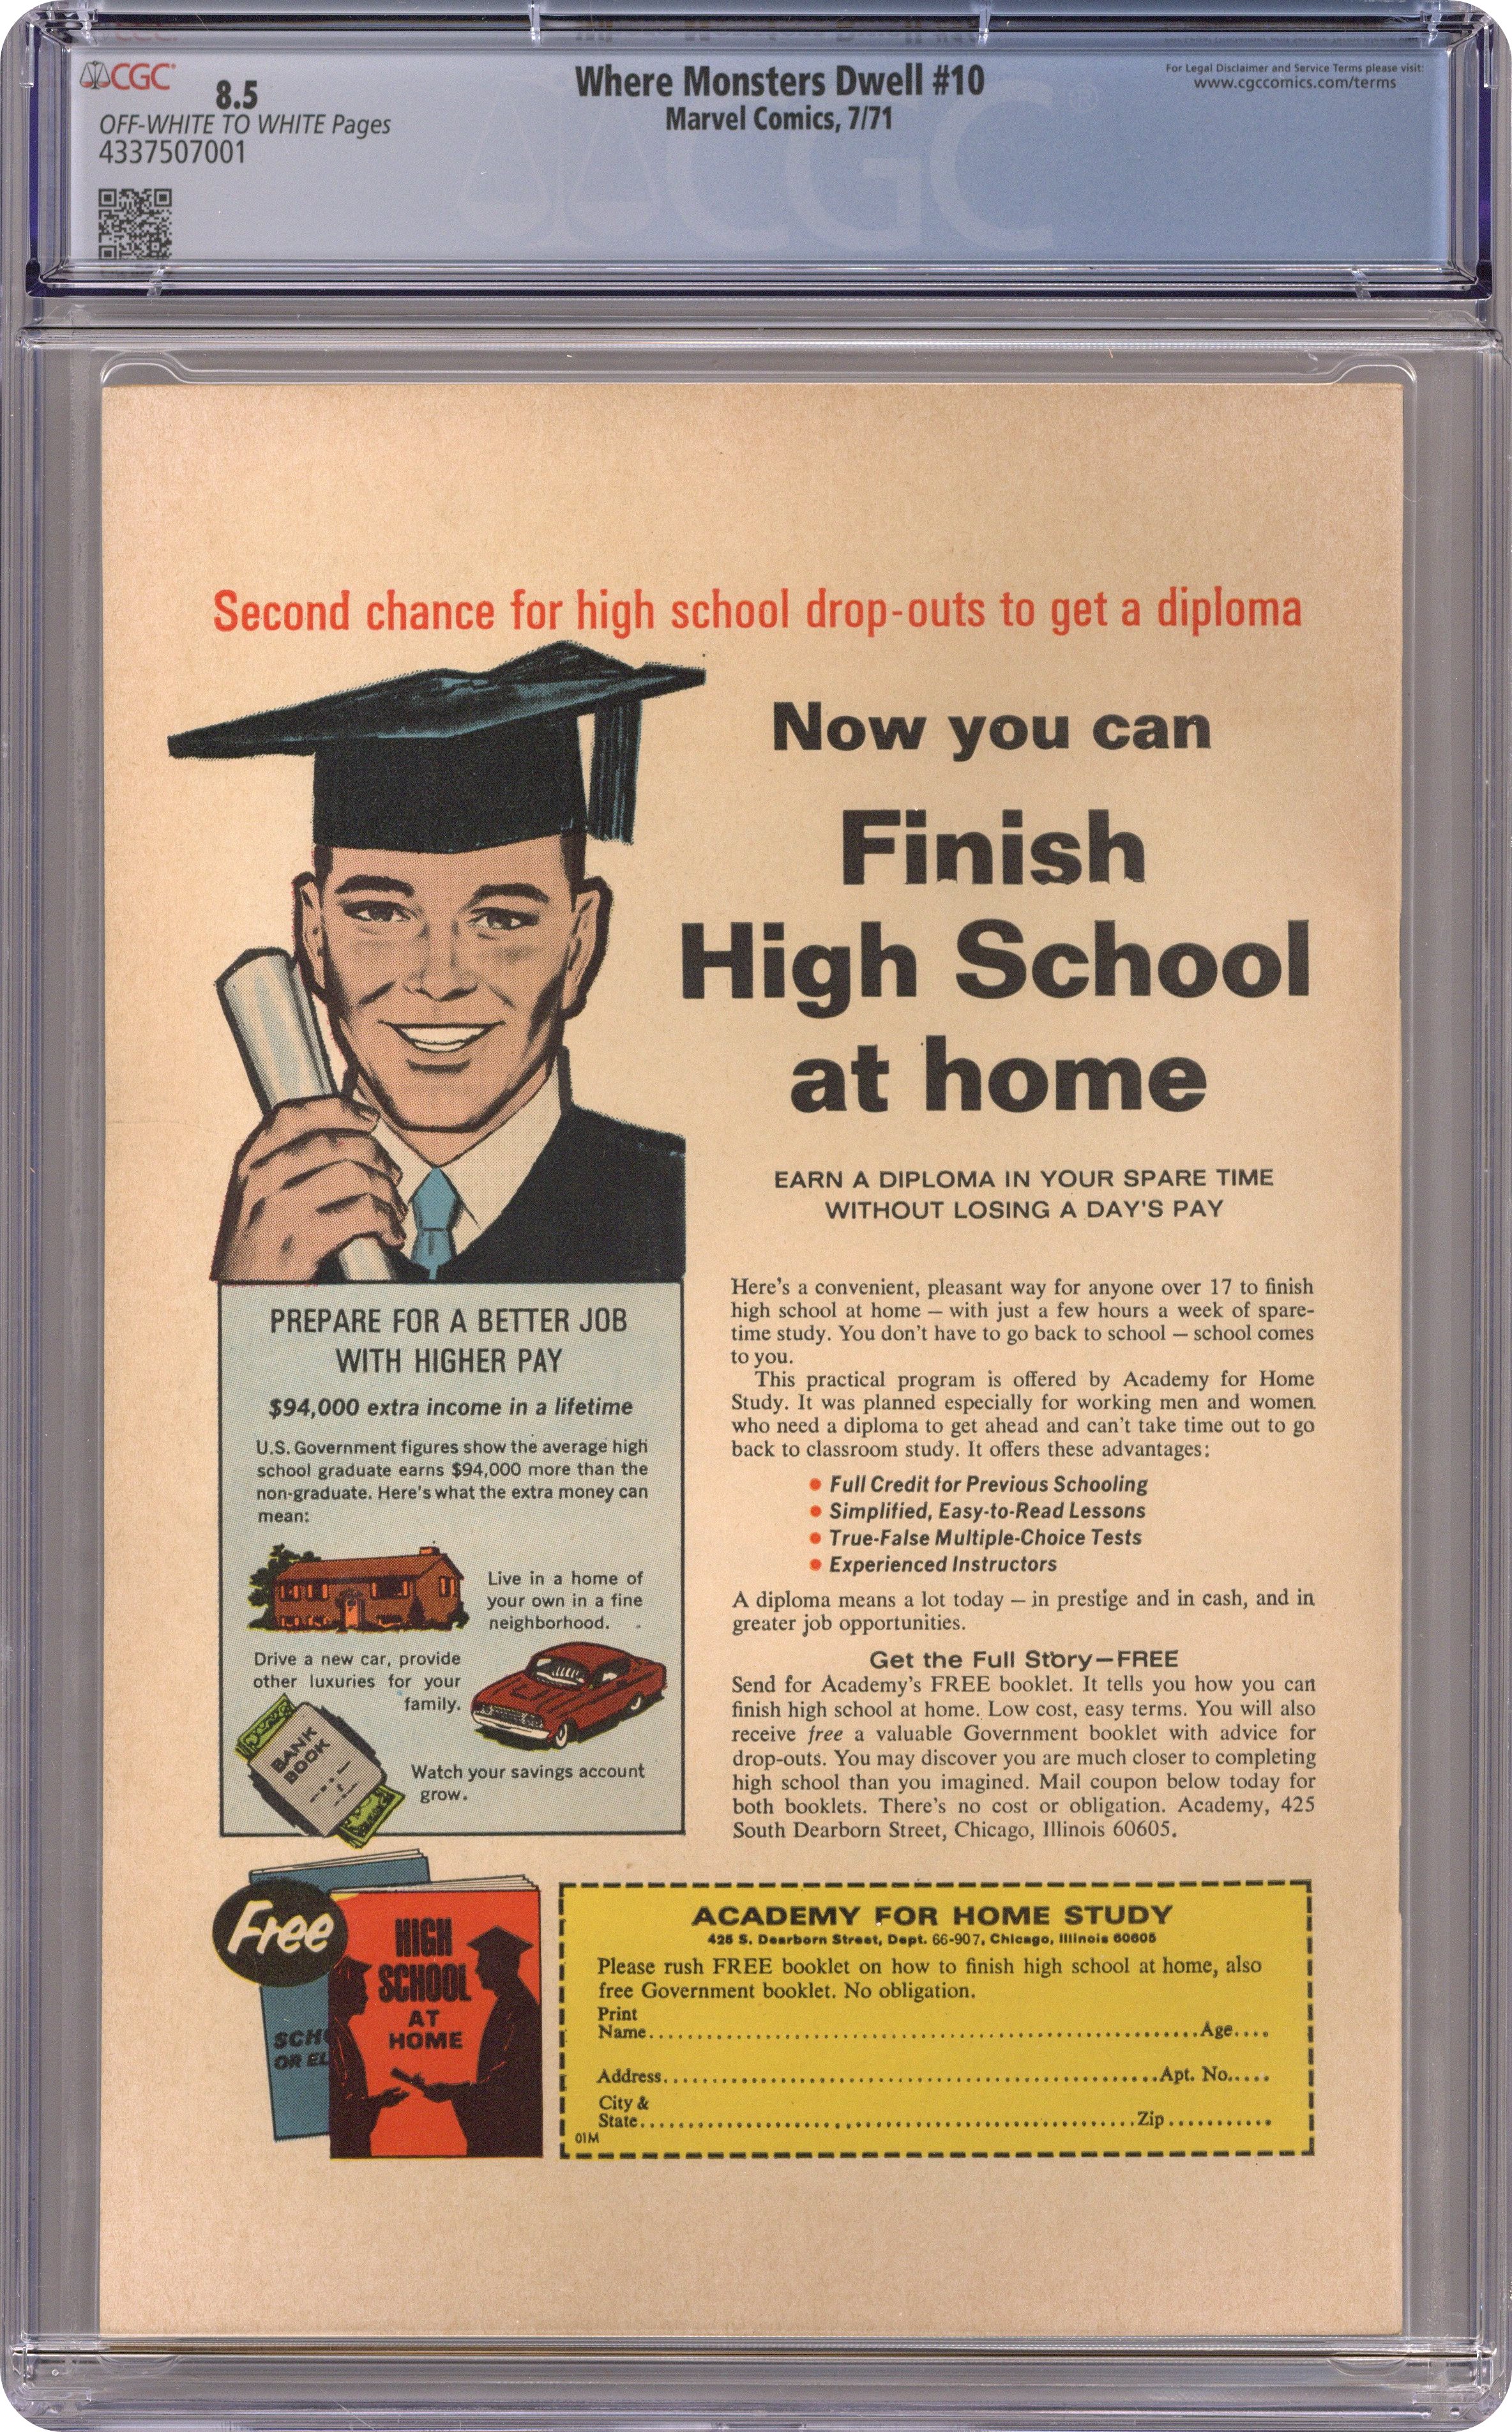 CGC
8.5
OFF-WHITE TO WHITE Pages
4337507001
Where Monsters Dwell #10
Marvel Comics, 7/71
For Legal Disclaimer and Service Terms please visit:
www.cgccomics.com/terms
CGC
Second chance for high school drop-outs to get a diploma
Now you can
Finish
High School
at home
EARN A DIPLOMA IN YOUR SPARE TIME
WITHOUT LOSING A DAY'S PAY
PREPARE FOR A BETTER JOB
WITH HIGHER PAY
$94,000 extra income in a lifetime
U.S. Government figures show the average high
school graduate earns $94,000 more than the
non-graduate. Here's what the extra money can
mean:
Live in a home of
your own in a fine
neighborhood.
Drive a new car, provide
other luxuries for your
family.
BANK
BOOK
Watch your savings account
grow.
Here's a convenient, pleasant way for anyone over 17 to finish
high school at home — with just a few hours a week of spare-
time study. You don't have to go back to school — school comes
to you.
This practical program is offered by Academy for Home
Study. It was planned especially for working men and women
who need a diploma to get ahead and can't take time out to go
back to classroom study. It offers these advantages:
• Full Credit for Previous Schooling
• Simplified, Easy-to-Read Lessons
• True-False Multiple-Choice Tests
• Experienced Instructors
A diploma means a lot today — in prestige and in cash, and in
greater job opportunities.
Get the Full Story—FREE
Send for Academy's FREE booklet. It tells you how you can
finish high school at home. Low cost, easy terms. You will also
receive free a valuable Government booklet with advice for
drop-outs. You may discover you are much closer to completing
high school than you imagined. Mail coupon below today for
both booklets. There's no cost or obligation. Academy, 425
South Dearborn Street, Chicago, Illinois 60605.
Free
HIGH
SCHOOL
AT
HOME
SCHO
OR EL
ACADEMY FOR HOME STUDY
425 S. Dearborn Street, Dept. 66-907, Chicago, Illinois 60605
Please rush FREE booklet on how to finish high school at home, also
free Government booklet. No obligation.
Print
Name.......... Age....
Address.......... Apt. No.....
City &
State.......... Zip..........
01M